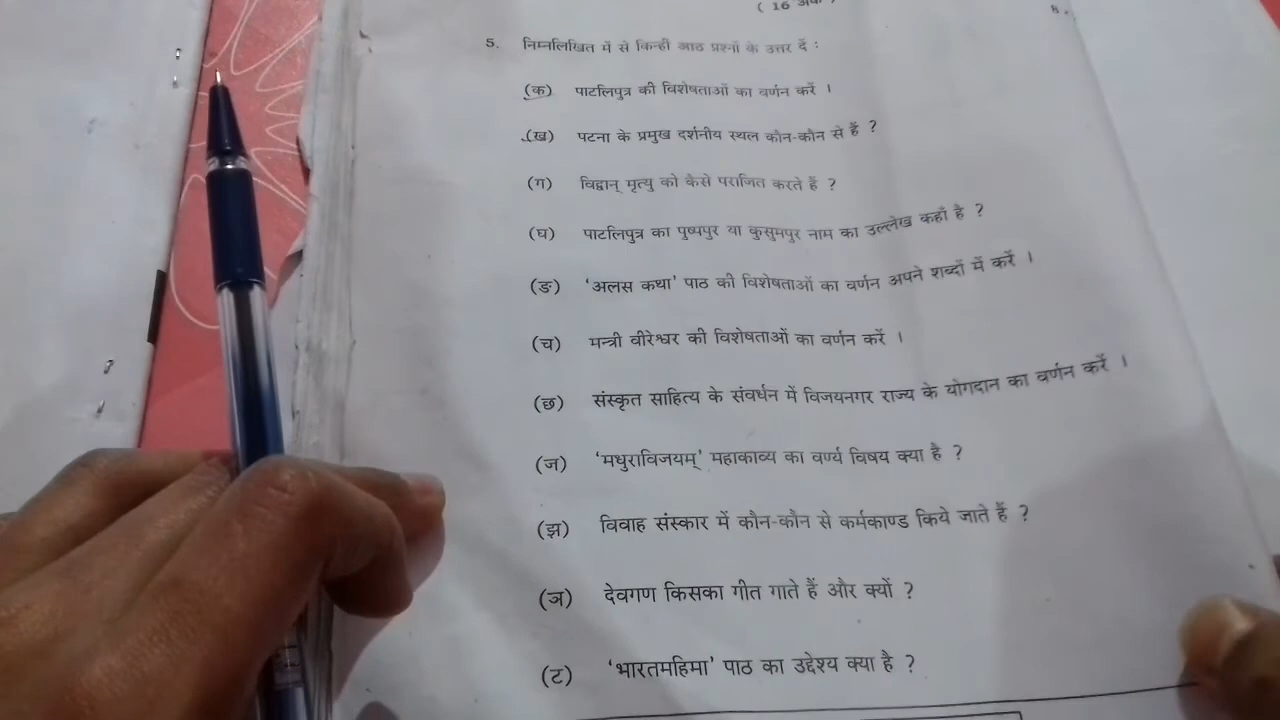 ( 16 अंक )
5. निम्नलिखित में से किन्हीं आठ प्रश्नों के उत्तर दें :
(क) पाटलिपुत्र की विशेषताओं का वर्णन करें ।
(ख) पटना के प्रमुख दर्शनीय स्थल कौन-कौन से हैं ?
(ग) विद्वान् मृत्यु को कैसे पराजित करते हैं ?
(घ) पाटलिपुत्र का पुष्पपुर या कुसुमपुर नाम का उल्लेख कहाँ है ?
(ङ) 'अलस कथा' पाठ की विशेषताओं का वर्णन अपने शब्दों में करें ।
(च) मन्त्री वीरेश्वर की विशेषताओं का वर्णन करें ।
(छ) संस्कृत साहित्य के संवर्धन में विजयनगर राज्य के योगदान का वर्णन करें ।
(ज) 'मधुराविजयम्' महाकाव्य का वर्ण्य विषय क्या है ?
(झ) विवाह संस्कार में कौन-कौन से कर्मकाण्ड किये जाते हैं ?
(ञ) देवगण किसका गीत गाते हैं और क्यों ?
(ट) 'भारतमहिमा' पाठ का उद्देश्य क्या है ?